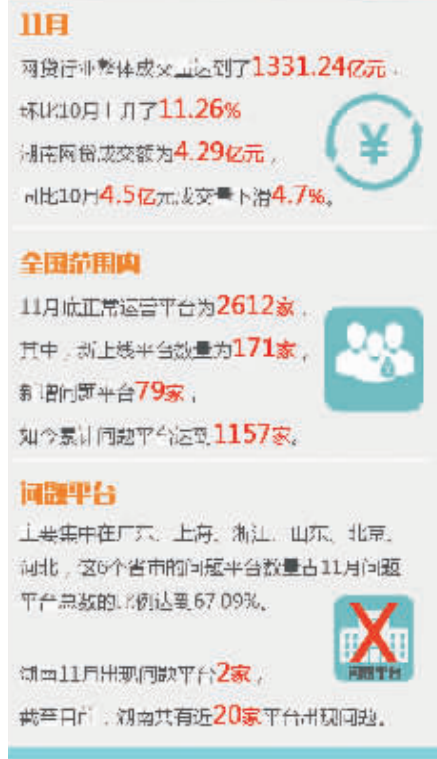 11月
网贷行业整体成交量达到了1331.24亿元，
环比10月上升了11.26%
湖南网贷成交额为4.29亿元，
同比10月4.5亿元成交量下滑4.7%。
全国范围内
11月底正常运营平台为2612家，
其中，新上线平台数量为171家，
新增问题平台79家，
如今累计问题平台达到1157家。
问题平台
主要集中在广东、上海、浙江、山东、北京、
河北，这6个省市的问题平台数量占11月问题
平台总数的比例达到67.09%。
问题平台
湖南11月出现问题平台2家，
截至目前，湖南共有近20家平台出现问题。